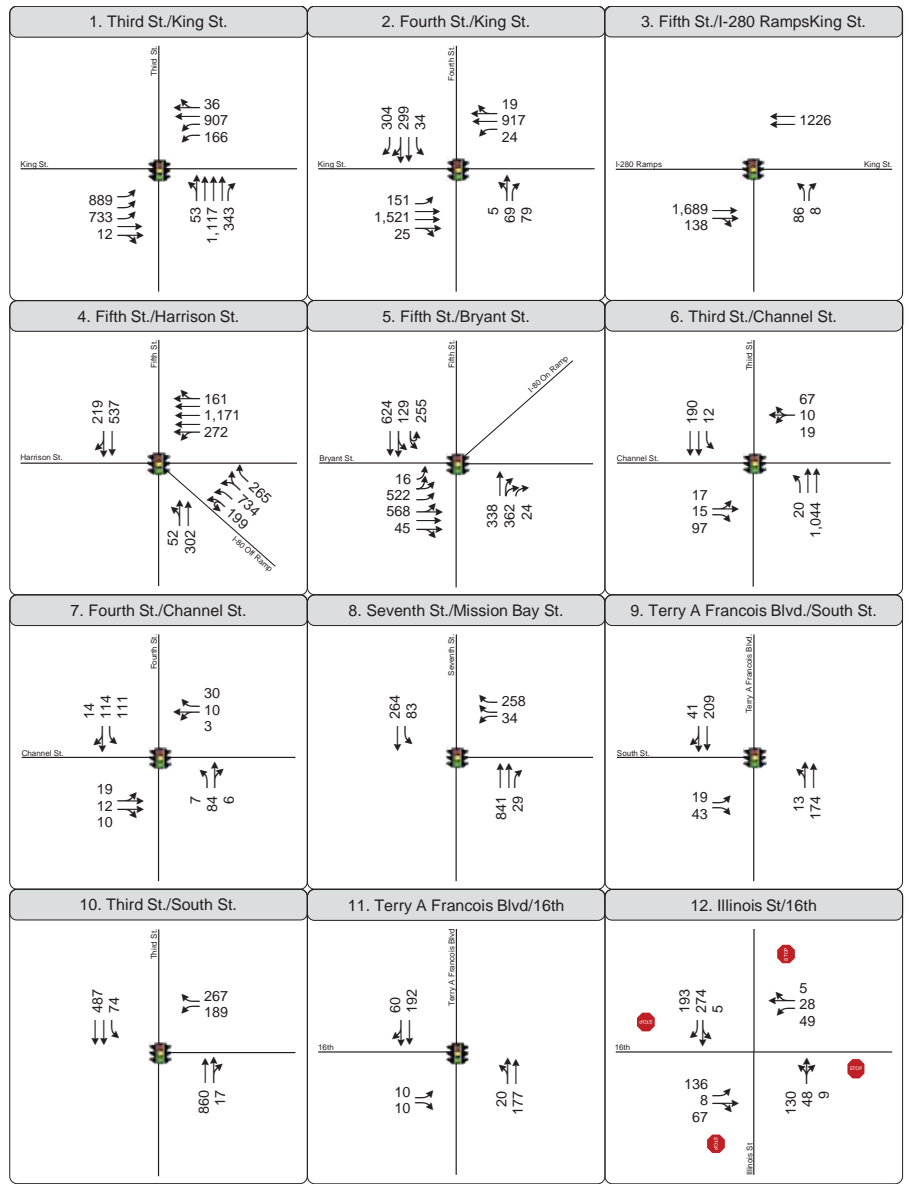 1. Third St./King St.
Third St.
36
907
166
King St.
889
733
12
53
1,117
343
2. Fourth St./King St.
Fourth St.
304
299
34
19
917
24
King St.
151
1,521
25
5
69
79
3. Fifth St./I-280 RampsKing St.
1226
I-280 Ramps
King St.
1,689
138
86
8
4. Fifth St./Harrison St.
Fifth St.
219
537
161
1,171
272
Harrison St.
52
302
265
734
199
I-80 Off Ramp
5. Fifth St./Bryant St.
Fifth St.
I-80 On Ramp
624
129
255
Bryant St.
16
522
568
45
338
362
24
6. Third St./Channel St.
Third St.
190
12
67
10
19
Channel St.
17
15
97
20
1,044
7. Fourth St./Channel St.
Fourth St.
14
114
111
30
10
3
Channel St.
19
12
10
7
84
6
8. Seventh St./Mission Bay St.
Seventh St.
264
83
258
34
841
29
9. Terry A Francois Blvd./South St.
Terry A Francois Blvd.
41
209
South St.
19
43
13
174
10. Third St./South St.
Third St.
487
74
267
189
860
17
11. Terry A Francois Blvd/16th
Terry A Francois Blvd
60
192
16th
10
10
20
177
12. Illinois St/16th
STOP
193
274
5
5
28
49
STOP
16th
STOP
136
8
67
130
48
9
STOP
Illinois St